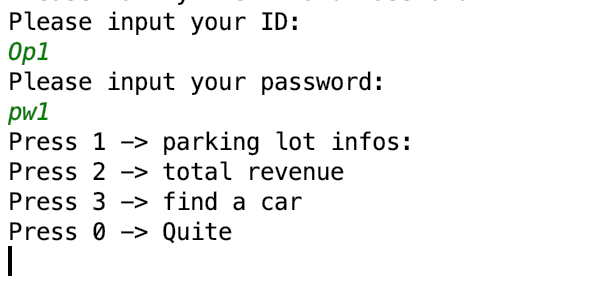 Please input your ID:
Op1
Please input your password:
pw1
Press 1 -> parking lot infos:
Press 2 -> total revenue
Press 3 -> find a car
Press 0 -> Quite